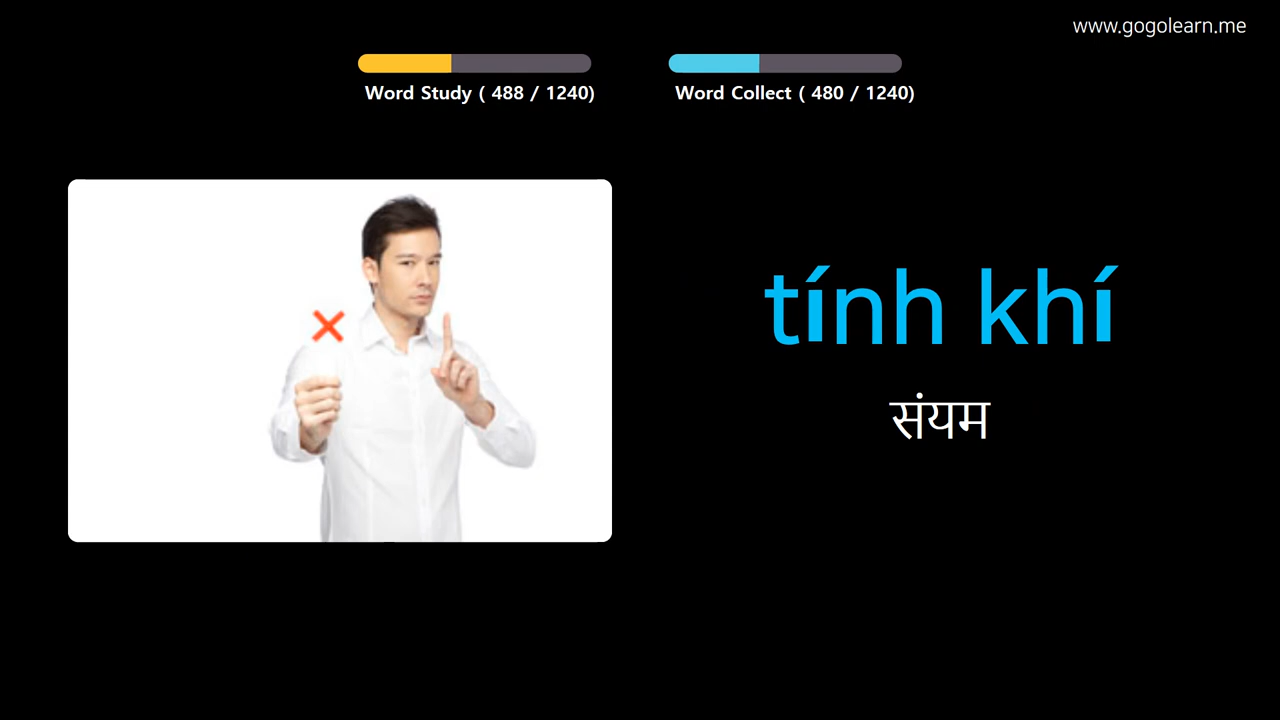 www.gogolearn.me
Word Study ( 488 / 1240)
Word Collect ( 480 / 1240)
tính khí
संयम